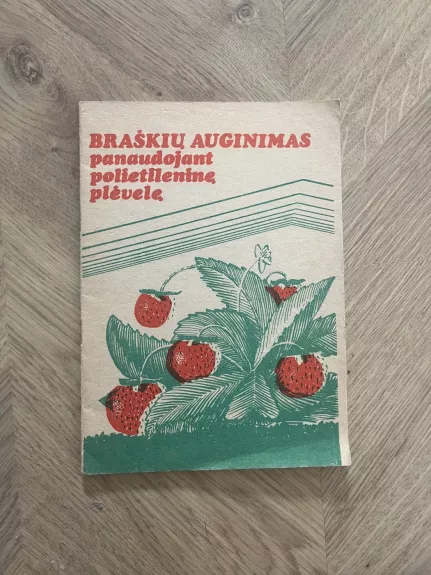 BRAŠKIŲ AUGINIMAS
panaudojant
polietileninę
plėvelę